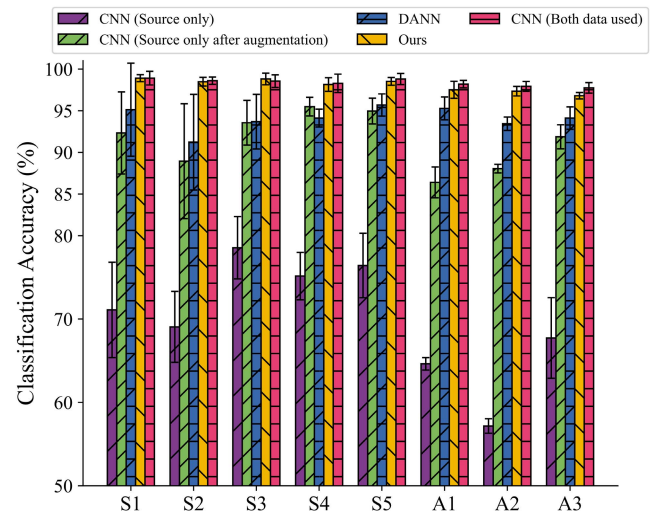 CNN (Source only)
DANN
CNN (Both data used)
CNN (Source only after augmentation)
Ours
Classification Accuracy (%)
100
95
90
85
80
70
60
50
S1 S2 S3 S4 S5 A1 A2 A3